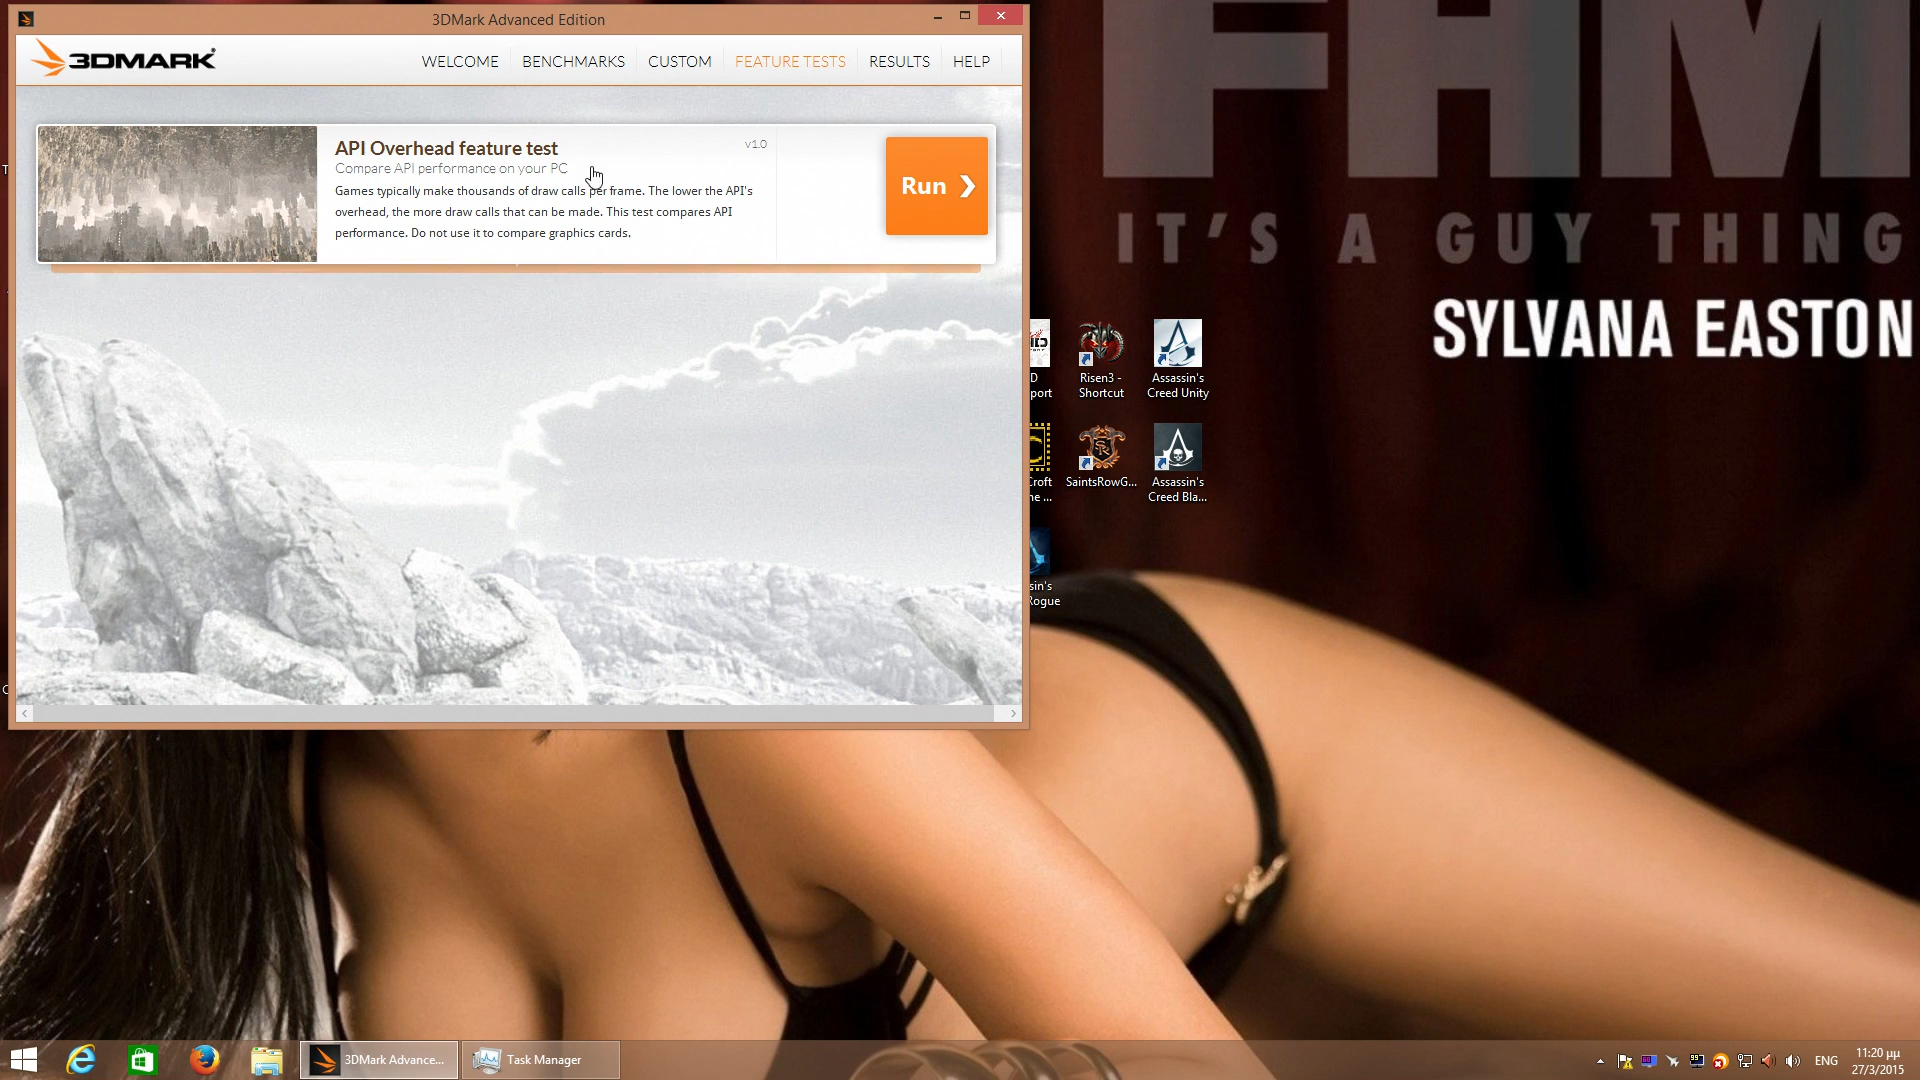 3DMark Advanced Edition
3DMARK
WELCOME
BENCHMARKS
CUSTOM
FEATURE TESTS
RESULTS
HELP
API Overhead feature test
v1.0
Compare API performance on your PC
Games typically make thousands of draw calls per frame. The lower the API's
overhead, the more draw calls that can be made. This test compares API
performance. Do not use it to compare graphics cards.
Run
FHM
IT'S A GUY THING
SYLVANA EASTON
Risen3 -
Shortcut
Assassin's
Creed Unity
SaintsRowG...
Assassin's
Creed Bla...
Rogue
3DMark Advance...
Task Manager
ENG
11:20 μμ
27/3/2015